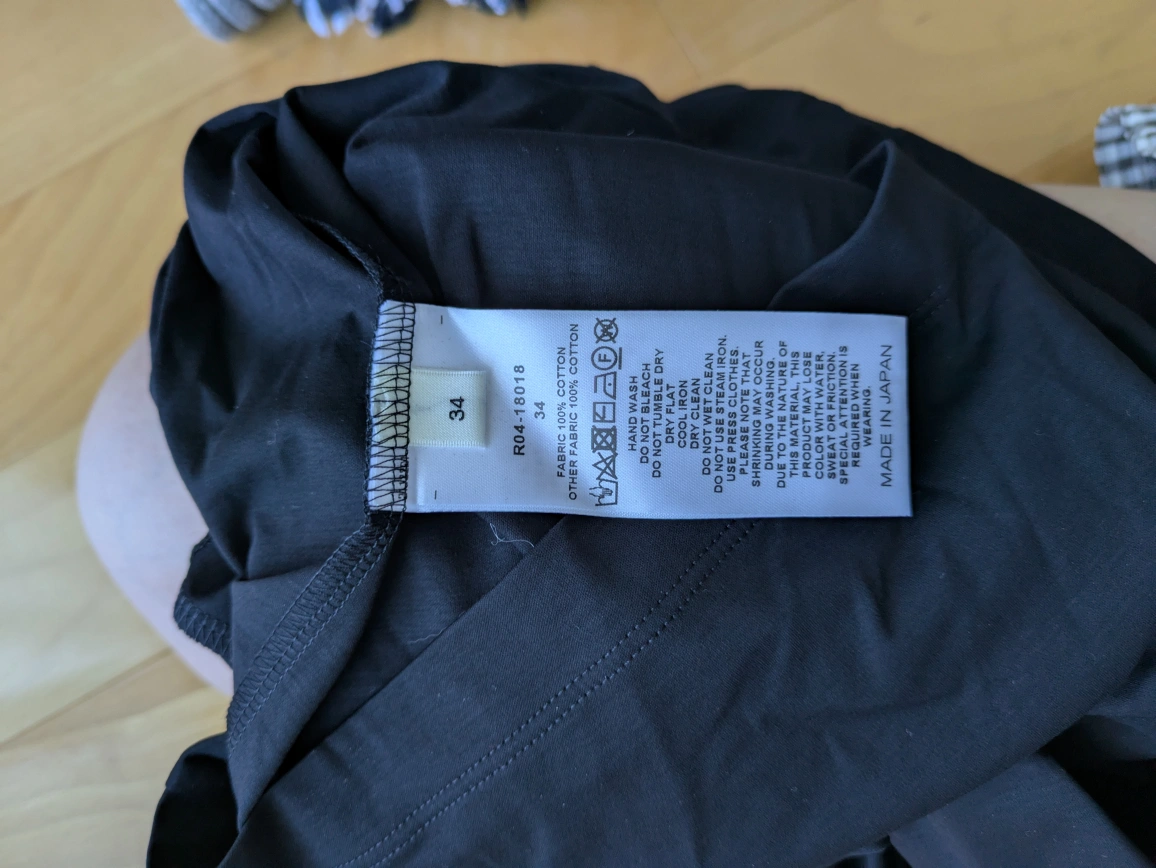 34
R04-18018
34
FABRIC 100% COTTON
OTHER FABRIC 100% COTTON
HAND WASH
DO NOT BLEACH
DO NOT TUMBLE DRY
DRY FLAT
COOL IRON
DRY CLEAN
DO NOT WET CLEAN
DO NOT USE STEAM IRON.
USE PRESS CLOTHES.
PLEASE NOTE THAT
SHRINKING MAY OCCUR
DURING WASHING.
DUE TO THE NATURE OF
THIS MATERIAL, THIS
PRODUCT MAY LOSE
COLOR WITH WATER,
SWEAT OR FRICTION.
SPECIAL ATTENTION IS
REQUIRED WHEN
WEARING.
MADE IN JAPAN